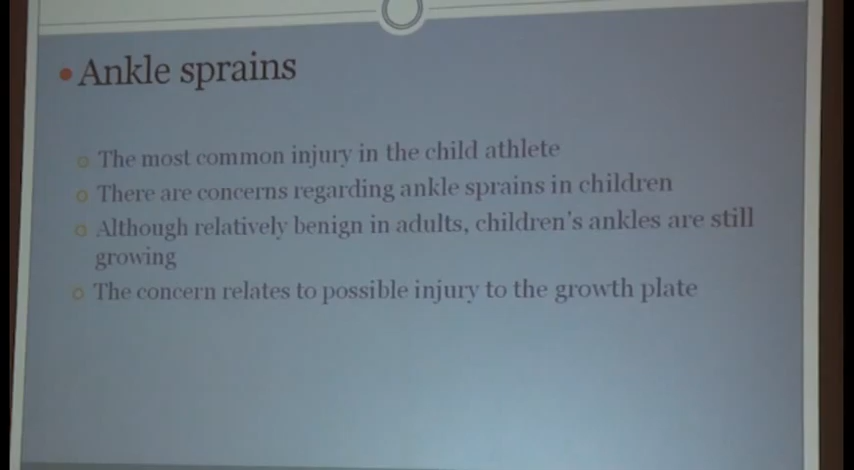 Ankle sprains
The most common injury in the child athlete
There are concerns regarding ankle sprains in children
Although relatively benign in adults, children's ankles are still
growing
The concern relates to possible injury to the growth plate